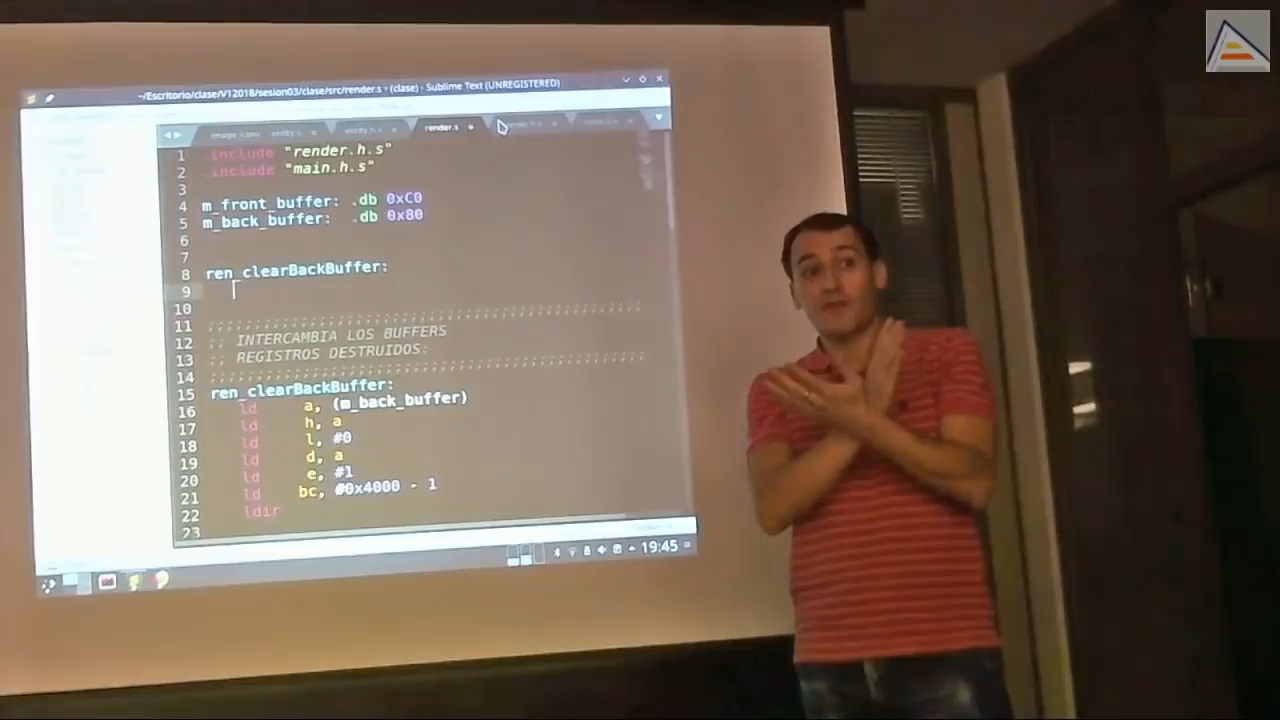 ~/Escritorio/clase/V12018/sesion03/clase/src/render.s • (clase) - Sublime Text (UNREGISTERED)
entity.s
entity.h.s
render.s
1 .include "render.h.s"
2 .include "main.h.s"
3
4 m_front_buffer: .db 0xC0
5 m_back_buffer: .db 0x80
6
7
8 ren_clearBackBuffer:
9
10
11 ;;;;;;;;;;;;;;;;;;;;;;;;;;;;;;;;;;;;;;;;;;;;;;;;
12 ;; INTERCAMBIA LOS BUFFERS
13 ;; REGISTROS DESTRUIDOS:
14 ;;;;;;;;;;;;;;;;;;;;;;;;;;;;;;;;;;;;;;;;;;;;;;;;
15 ren_clearBackBuffer:
16 ld a, (m_back_buffer)
17 ld h, a
18 ld l, #0
19 ld d, a
20 ld e, #1
21 ld bc, #0x4000 - 1
22 ldir
23
19:45